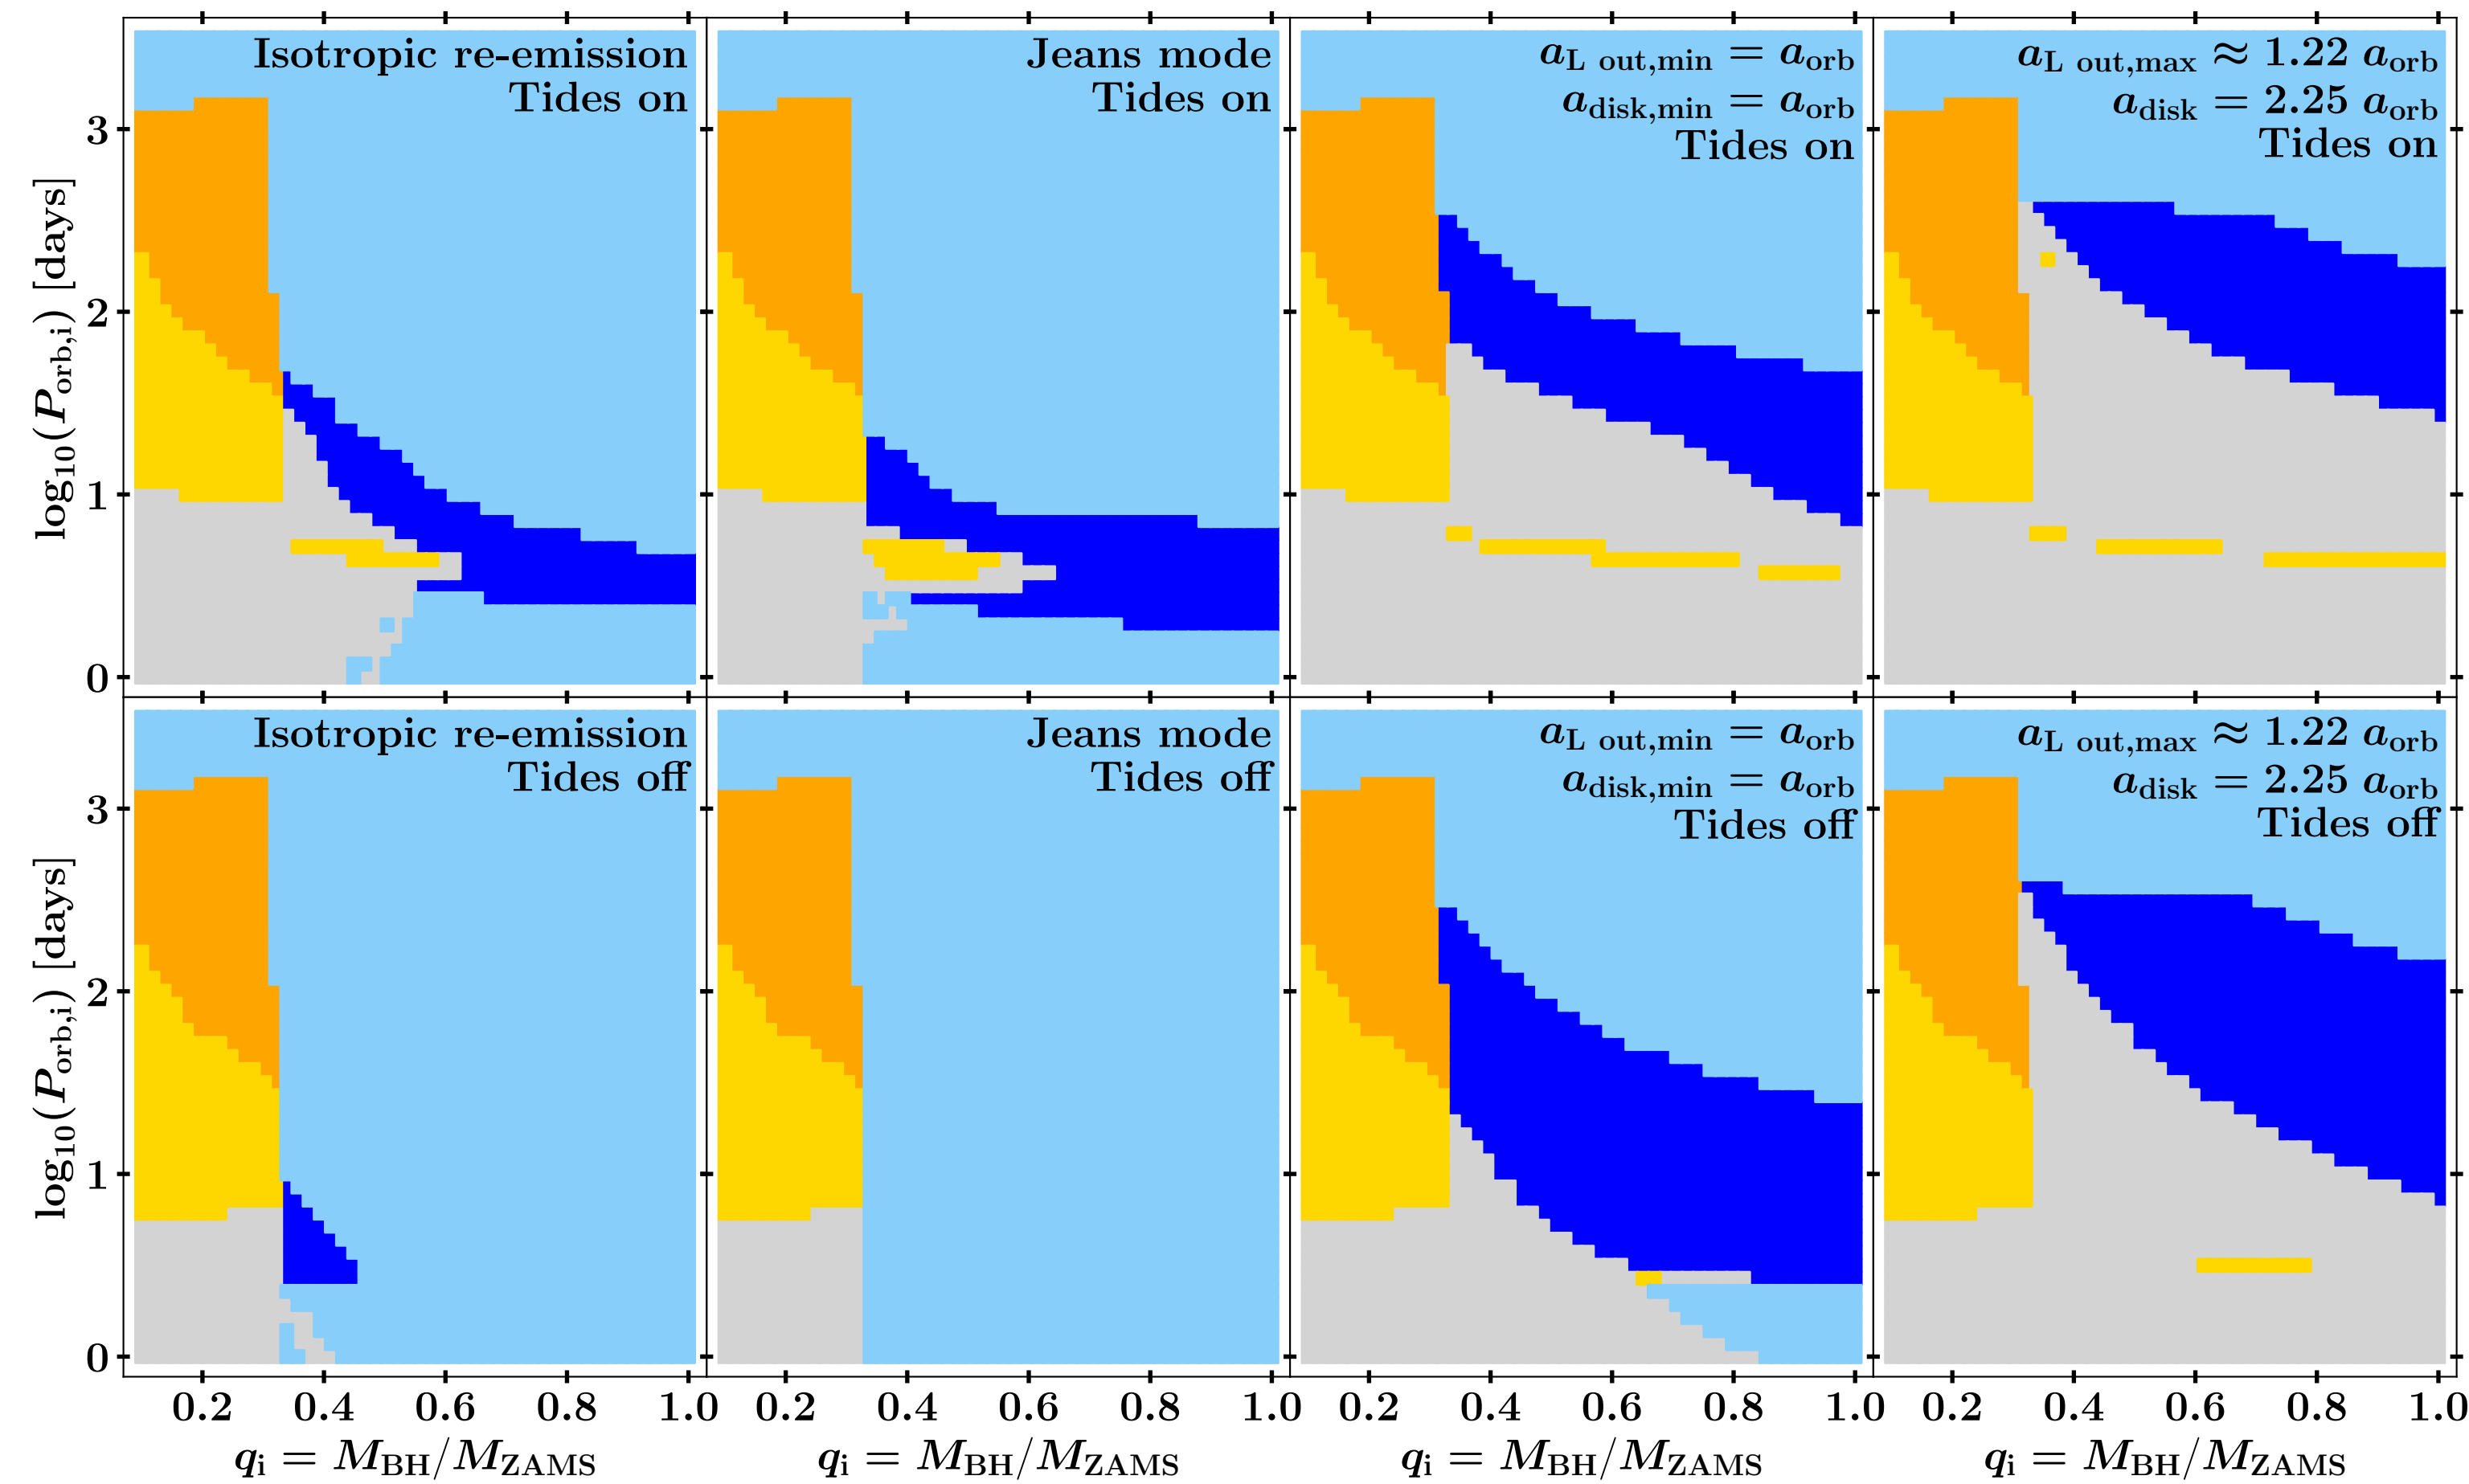 Isotropic re-emission
Tides on
Jeans mode
Tides on
a_L out,min = a_orb
a_disk,min = a_orb
Tides on
a_L out,max ≈ 1.22 a_orb
a_disk = 2.25 a_orb
Tides on
log₁₀(P_orb,i) [days]
3
2
1
0
Isotropic re-emission
Tides off
Jeans mode
Tides off
a_L out,min = a_orb
a_disk,min = a_orb
Tides off
a_L out,max ≈ 1.22 a_orb
a_disk = 2.25 a_orb
Tides off
log₁₀(P_orb,i) [days]
3
2
1
0
0.2 0.4 0.6 0.8 1.0 0.2 0.4 0.6 0.8 1.0 0.2 0.4 0.6 0.8 1.0 0.2 0.4 0.6 0.8 1.0
q_i = M_BH/M_ZAMS q_i = M_BH/M_ZAMS q_i = M_BH/M_ZAMS q_i = M_BH/M_ZAMS